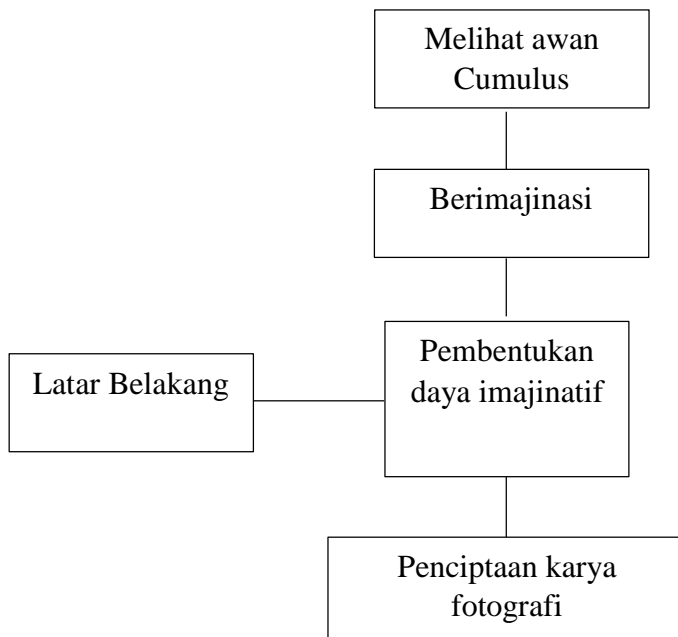 Melihat awan
Cumulus
Berimajinasi
Pembentukan
daya imajinatif
Latar Belakang
Penciptaan karya
fotografi